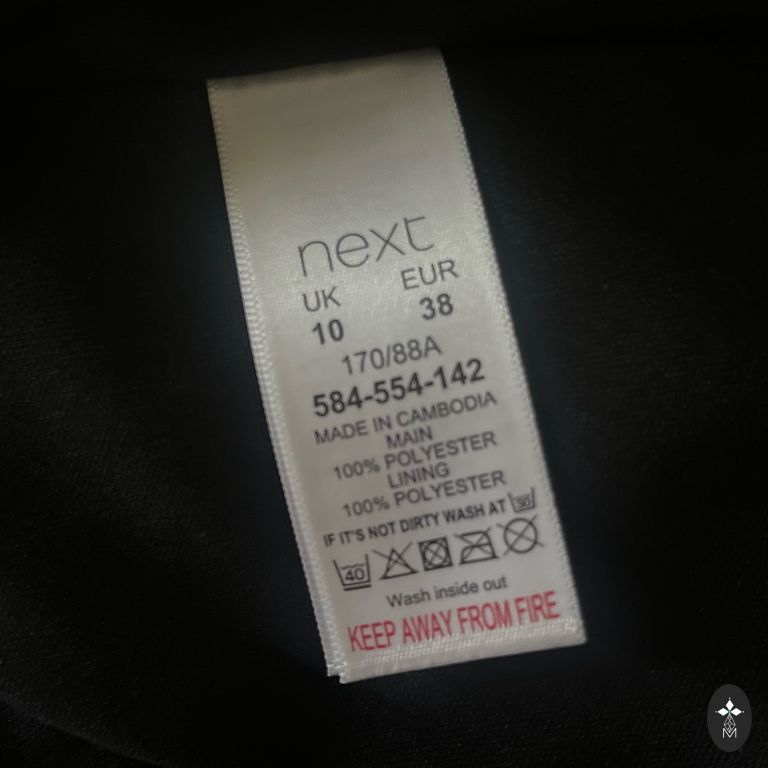 next
UK EUR
10 38
170/88A
584-554-142
MADE IN CAMBODIA
MAIN
100% POLYESTER
LINING
100% POLYESTER
IF IT'S NOT DIRTY WASH AT 30
40
Wash inside out
KEEP AWAY FROM FIRE
M